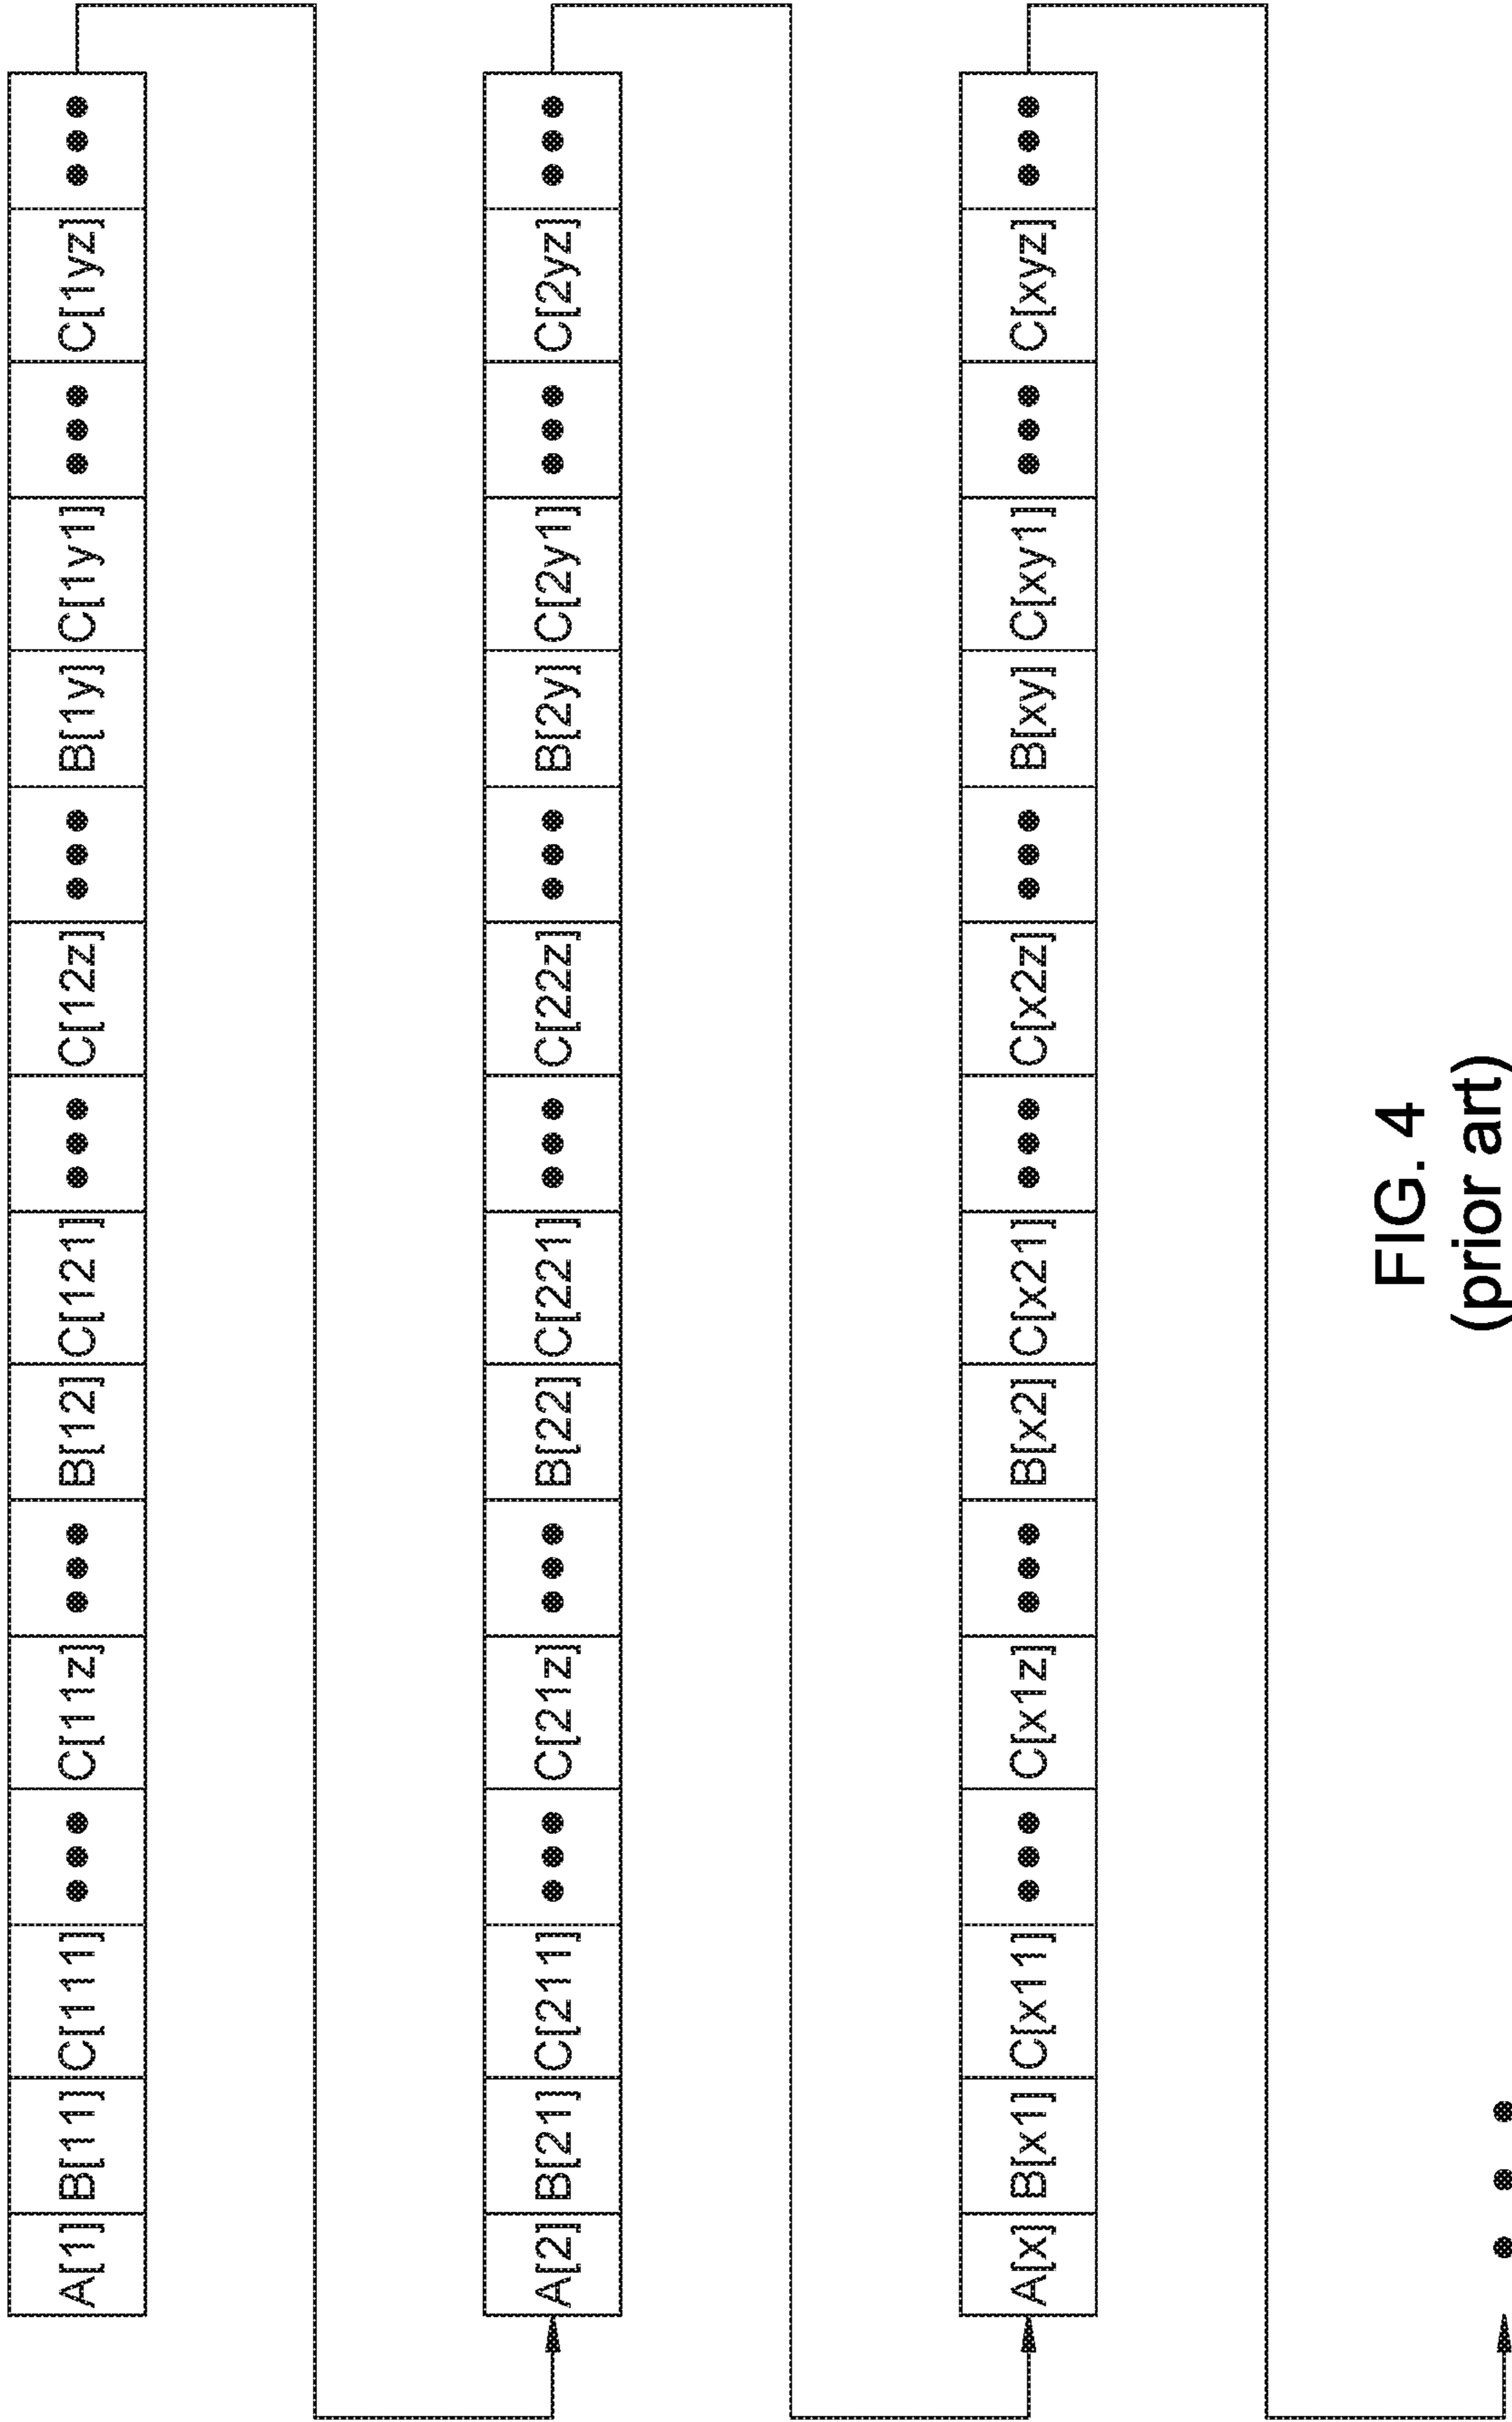 A[1] B[11] C[111] ••• C[11z] ••• B[12] C[121] ••• C[12z] ••• B[1y] C[1y1] ••• C[1yz] •••
A[2] B[21] C[211] ••• C[21z] ••• B[22] C[221] ••• C[22z] ••• B[2y] C[2y1] ••• C[2yz] •••
A[x] B[x1] C[x11] ••• C[x1z] ••• B[x2] C[x21] ••• C[x2z] ••• B[xy] C[xy1] ••• C[xyz] •••
•••
FIG. 4
(prior art)